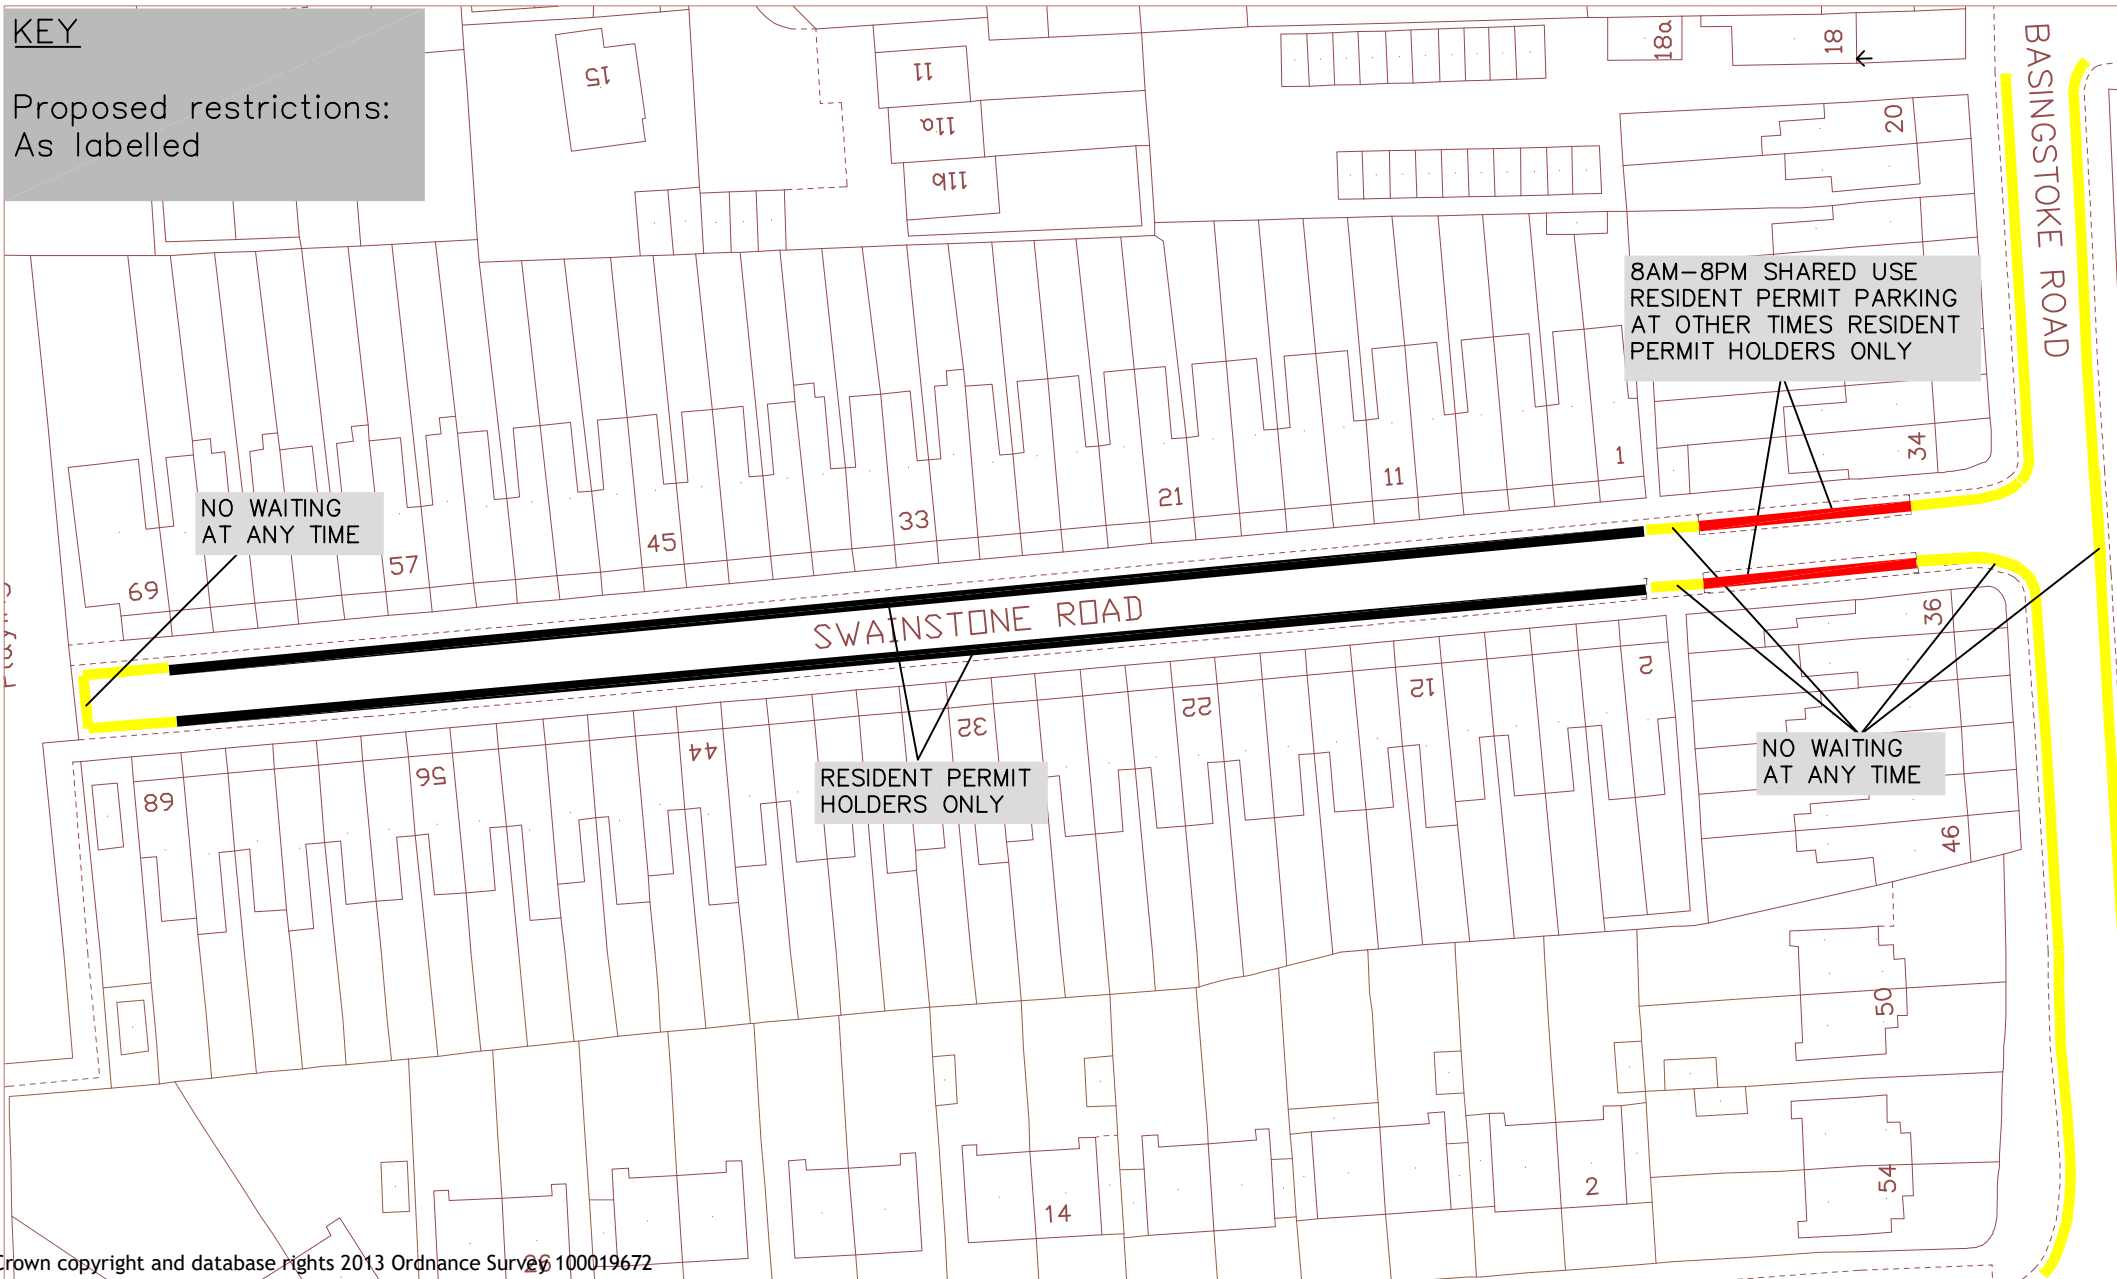 KEY
Proposed restrictions:
As labelled
15
11
11a
11b
18a
18
20
BASINGSTOKE ROAD
8AM-8PM SHARED USE
RESIDENT PERMIT PARKING
AT OTHER TIMES RESIDENT
PERMIT HOLDERS ONLY
34
1
11
21
33
45
57
69
NO WAITING
AT ANY TIME
SWAINSTONE ROAD
36
2
12
22
32
44
56
68
RESIDENT PERMIT
HOLDERS ONLY
NO WAITING
AT ANY TIME
46
50
54
2
14
26
Crown copyright and database rights 2013 Ordnance Survey 100019672